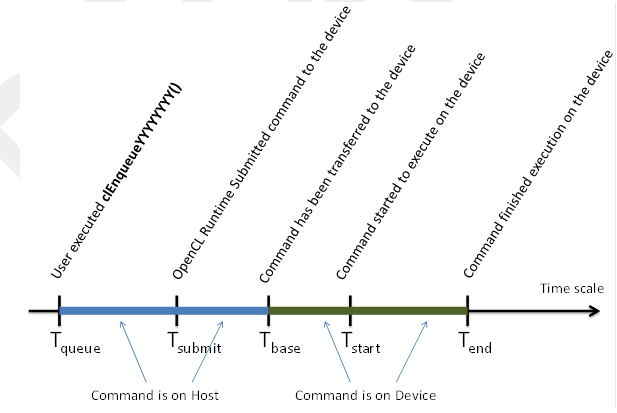 User executed clEnqueueYYYYYYYY()
OpenCL Runtime Submitted command to the device
Command has been transferred to the device
Command started to execute on the device
Command finished execution on the device
Time scale
Tqueue
Tsubmit
Tbase
Tstart
Tend
Command is on Host
Command is on Device